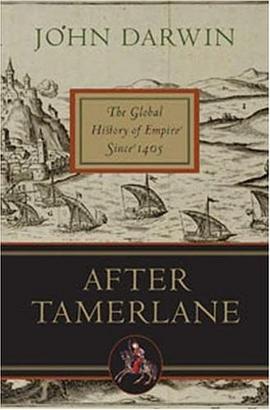 JOHN DARWIN
The Global
History of Empire
Since 1405
AFTER
TAMERLANE